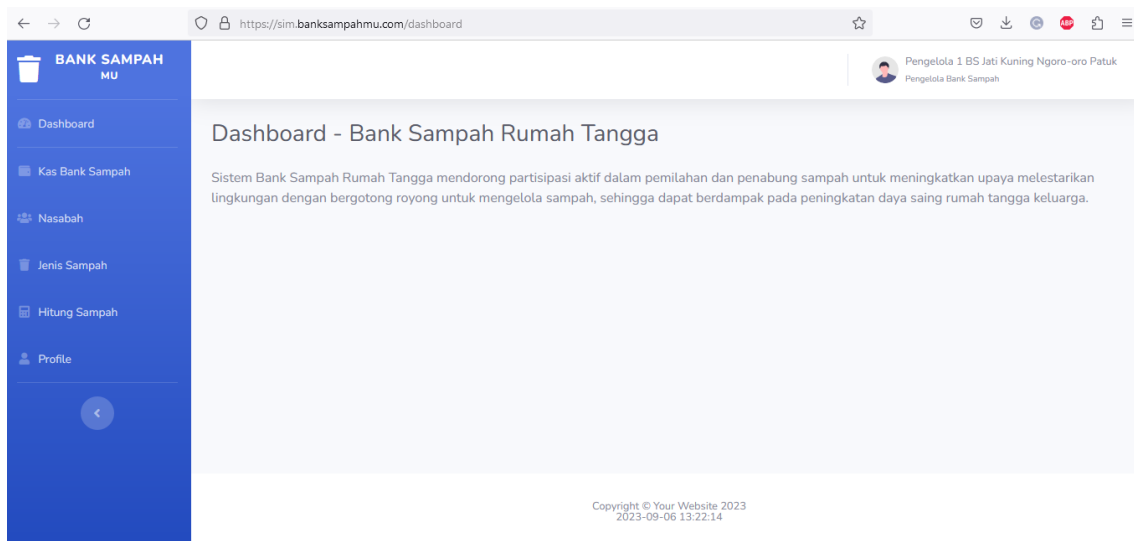 https://sim.banksampahmu.com/dashboard
ABP
BANK SAMPAH
MU
Pengelola 1 BS Jati Kuning Ngoro-oro Patuk
Pengelola Bank Sampah
Dashboard
Kas Bank Sampah
Nasabah
Jenis Sampah
Hitung Sampah
Profile
Dashboard - Bank Sampah Rumah Tangga
Sistem Bank Sampah Rumah Tangga mendorong partisipasi aktif dalam pemilahan dan penabung sampah untuk meningkatkan upaya melestarikan
lingkungan dengan bergotong royong untuk mengelola sampah, sehingga dapat berdampak pada peningkatan daya saing rumah tangga keluarga.
Copyright © Your Website 2023
2023-09-06 13:22:14